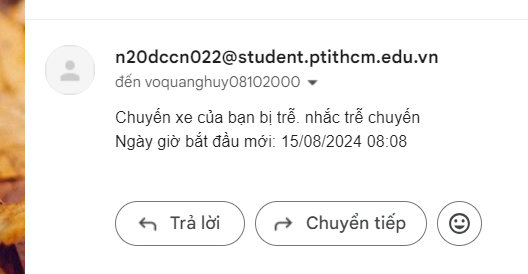 n20dccn022@student.ptithcm.edu.vn
đến voquanghuy08102000
Chuyến xe của bạn bị trễ. nhắc trễ chuyến
Ngày giờ bắt đầu mới: 15/08/2024 08:08
Trả lời
Chuyển tiếp